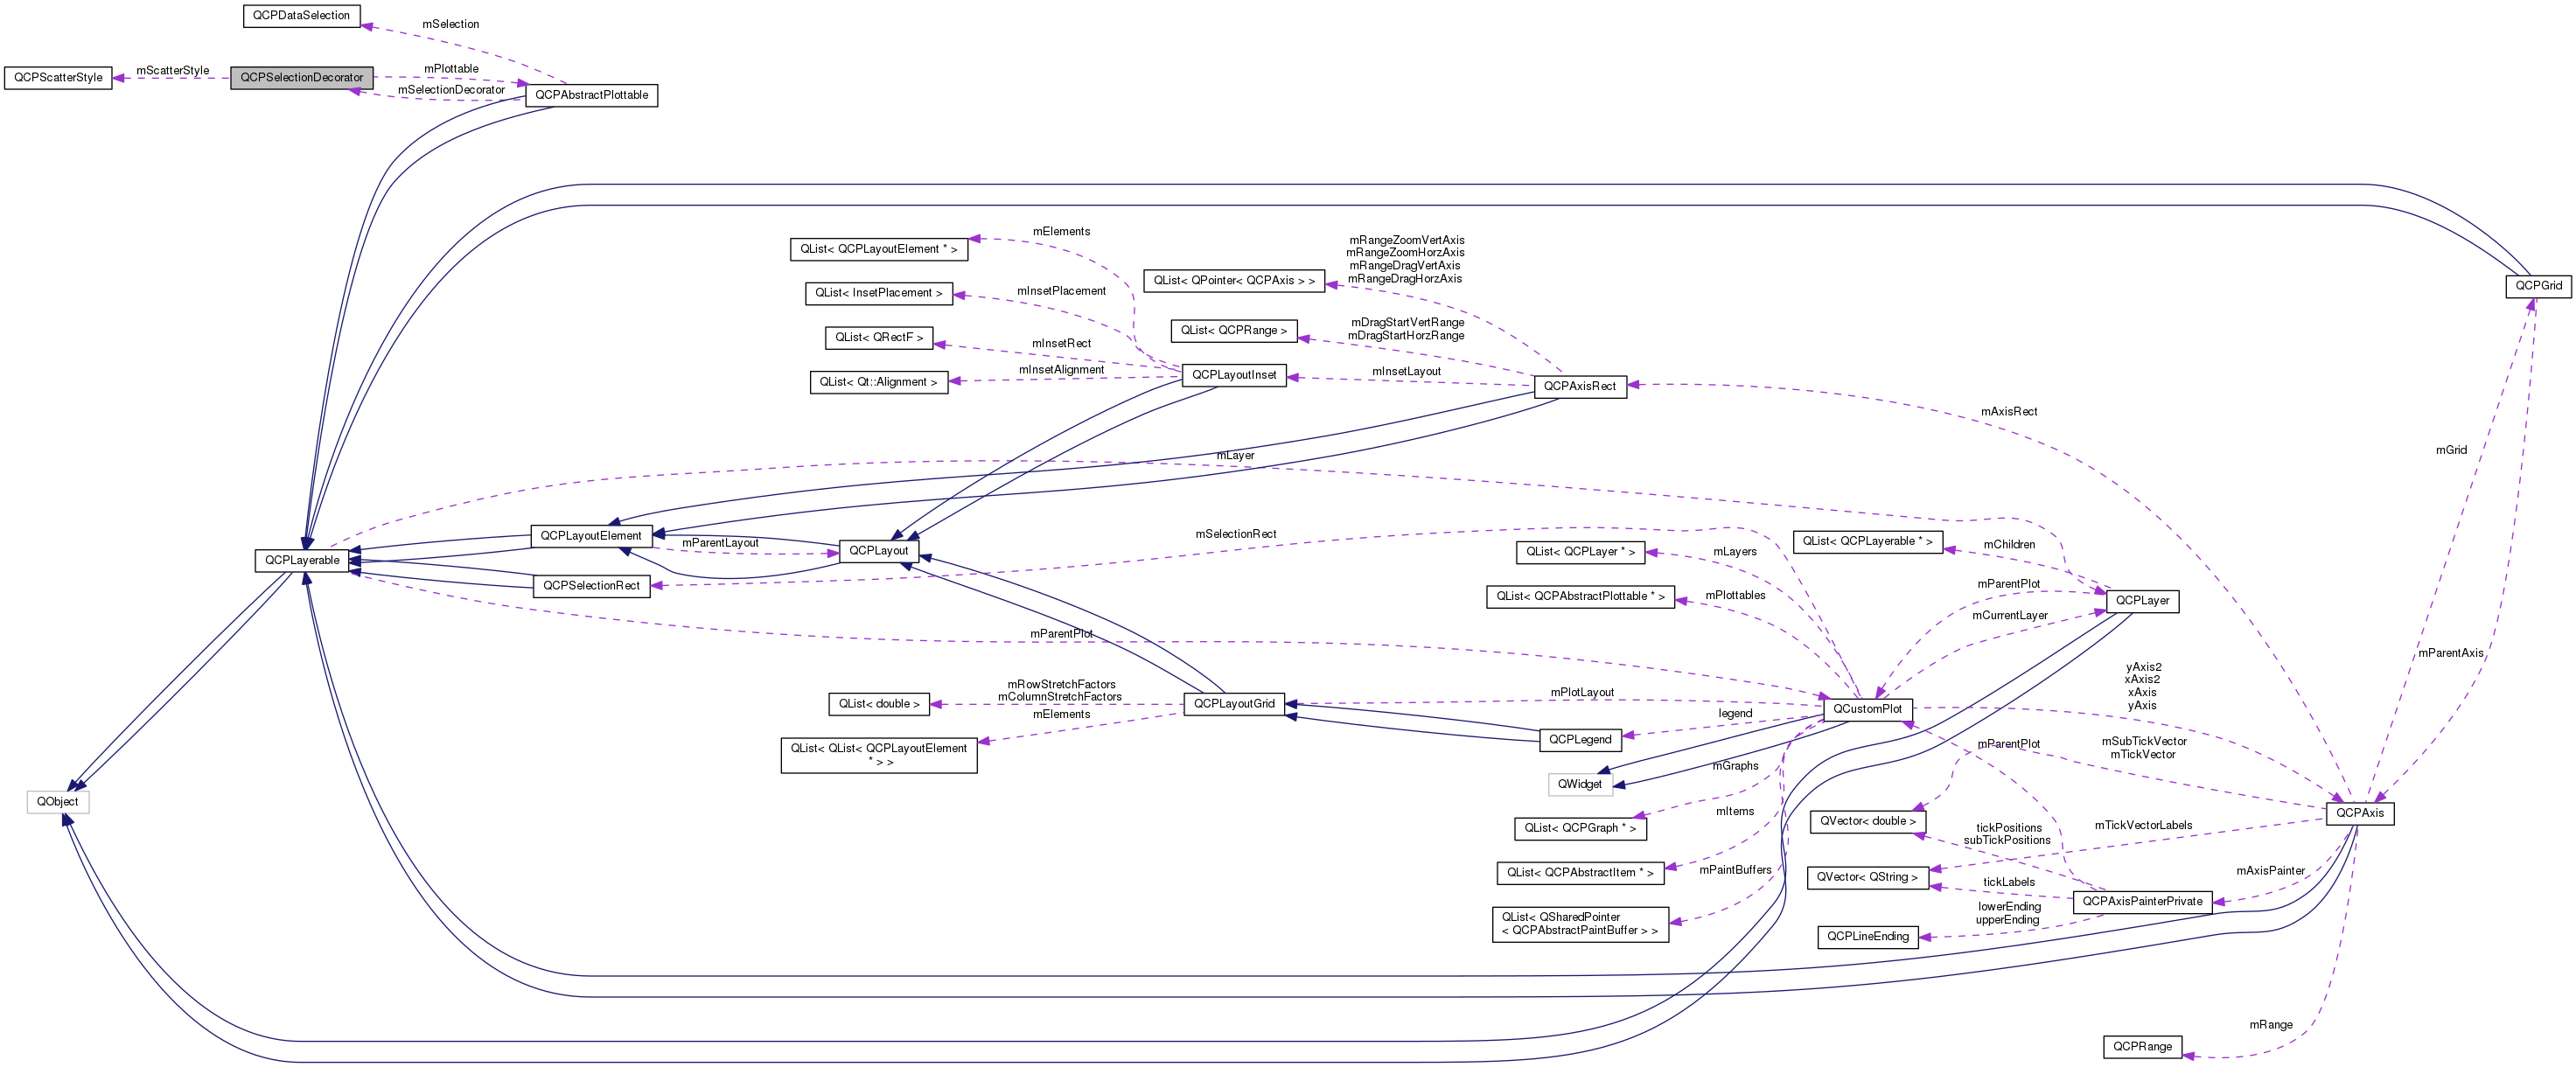 QCPDataSelection
mSelection
QCPScatterStyle
mScatterStyle
QCPSelectionDecorator
mPlottable
mSelectionDecorator
QCPAbstractPlottable
QList< QCPLayoutElement * >
mElements
QList< InsetPlacement >
mInsetPlacement
QList< QRectF >
mInsetRect
QList< Qt::Alignment >
mInsetAlignment
QCPLayoutInset
QList< QPointer< QCPAxis > >
mRangeZoomVertAxis
mRangeZoomHorzAxis
mRangeDragVertAxis
mRangeDragHorzAxis
QList< QCPRange >
mDragStartVertRange
mDragStartHorzRange
mInsetLayout
QCPAxisRect
mAxisRect
QCPGrid
mGrid
mParentAxis
mLayer
QCPLayerable
QCPLayoutElement
mParentLayout
QCPLayout
QCPSelectionRect
mSelectionRect
mParentPlot
QList< QCPLayer * >
mLayers
QList< QCPAbstractPlottable * >
mPlottables
QList< QCPLayerable * >
mChildren
mParentPlot
mCurrentLayer
QCPLayer
QList< double >
mRowStretchFactors
mColumnStretchFactors
mElements
QList< QList< QCPLayoutElement
* > >
QCPLayoutGrid
mPlotLayout
legend
QCPLegend
QCustomPlot
yAxis2
xAxis2
xAxis
yAxis
QWidget
mGraphs
QList< QCPGraph * >
mItems
QList< QCPAbstractItem * >
mPaintBuffers
QList< QSharedPointer
< QCPAbstractPaintBuffer > >
mParentPlot
mSubTickVector
mTickVector
QVector< double >
tickPositions
subTickPositions
mTickVectorLabels
QVector< QString >
tickLabels
lowerEnding
upperEnding
QCPLineEnding
QCPAxisPainterPrivate
mAxisPainter
QCPAxis
mRange
QCPRange
QObject